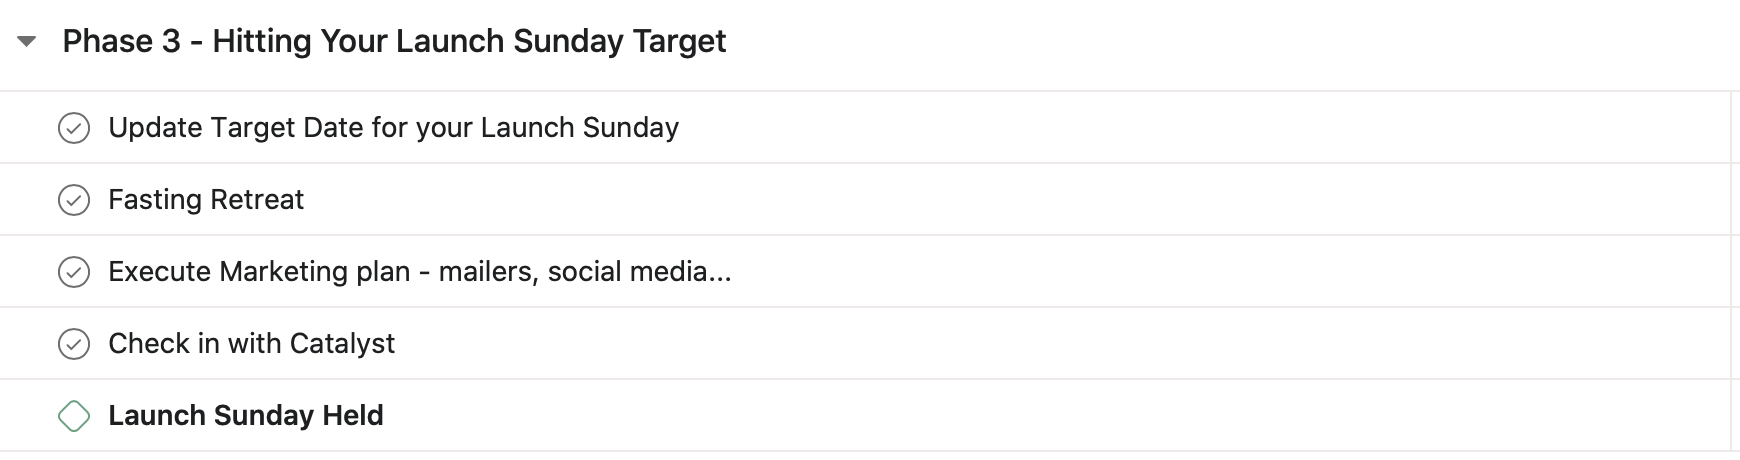 Phase 3 - Hitting Your Launch Sunday Target
Update Target Date for your Launch Sunday
Fasting Retreat
Execute Marketing plan - mailers, social media...
Check in with Catalyst
Launch Sunday Held